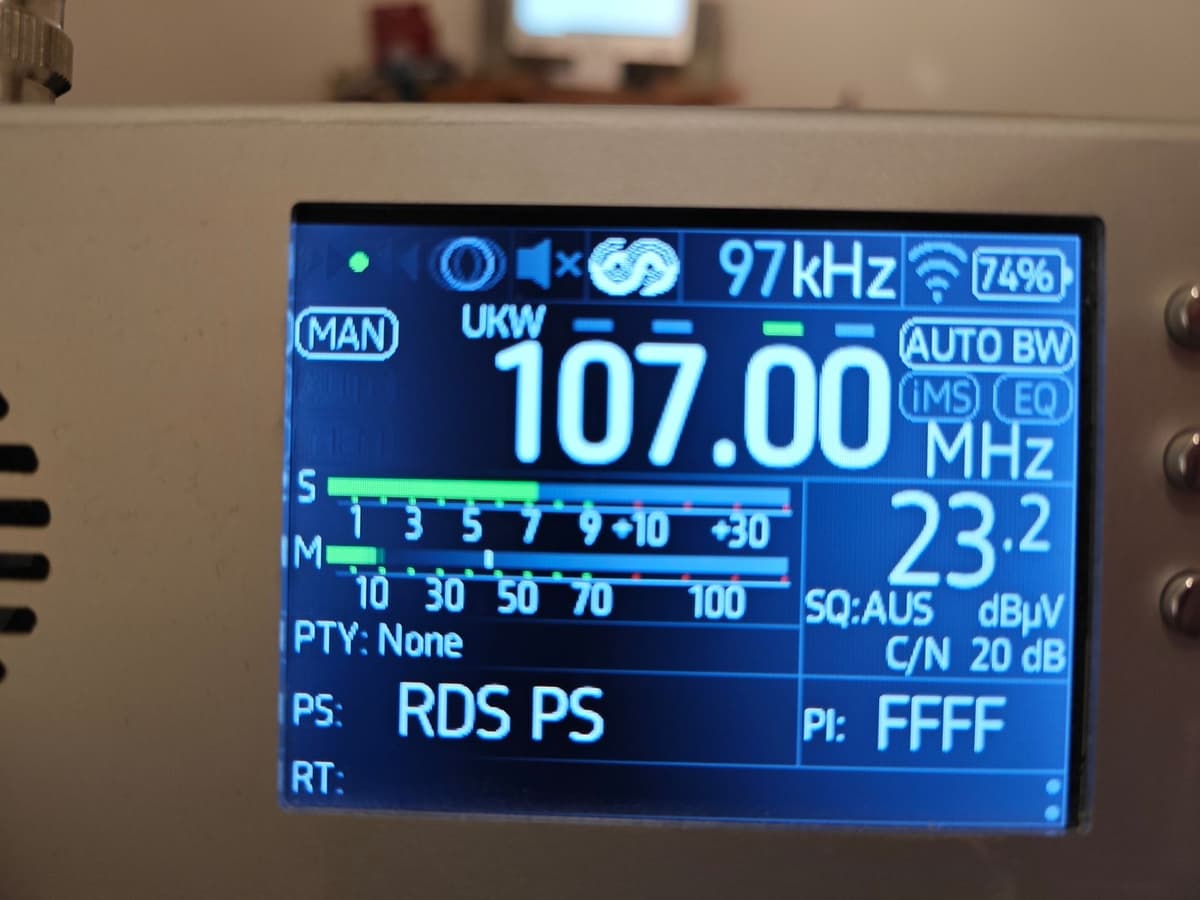 97kHz 74%
MAN UKW AUTO BW
107.00 iMS EQ
MHz
S
1 3 5 7 9 +10 +30
23.2
M
10 30 50 70 100
SQ:AUS dBµV
PTY: None
C/N 20 dB
PS: RDS PS PI: FFFF
RT: